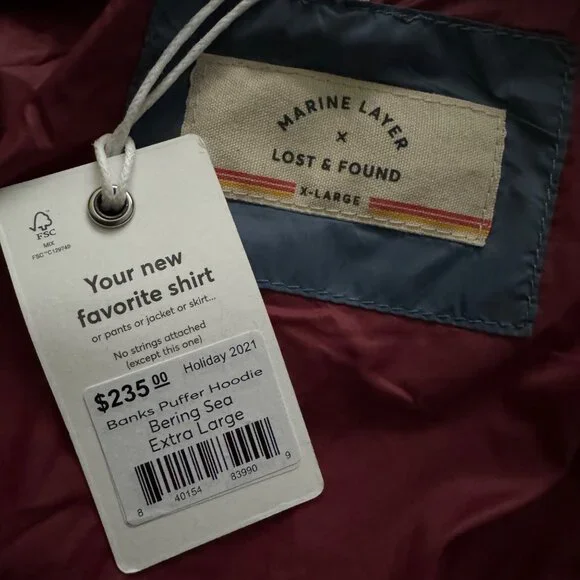 MARINE LAYER
×
LOST & FOUND
X-LARGE
FSC
MIX
Your new
favorite shirt
or pants or jacket or skirt...
No strings attached
(except this one)
$235.00 Holiday 2021
Banks Puffer Hoodie
Bering Sea
Extra Large
8 40154 83990 9